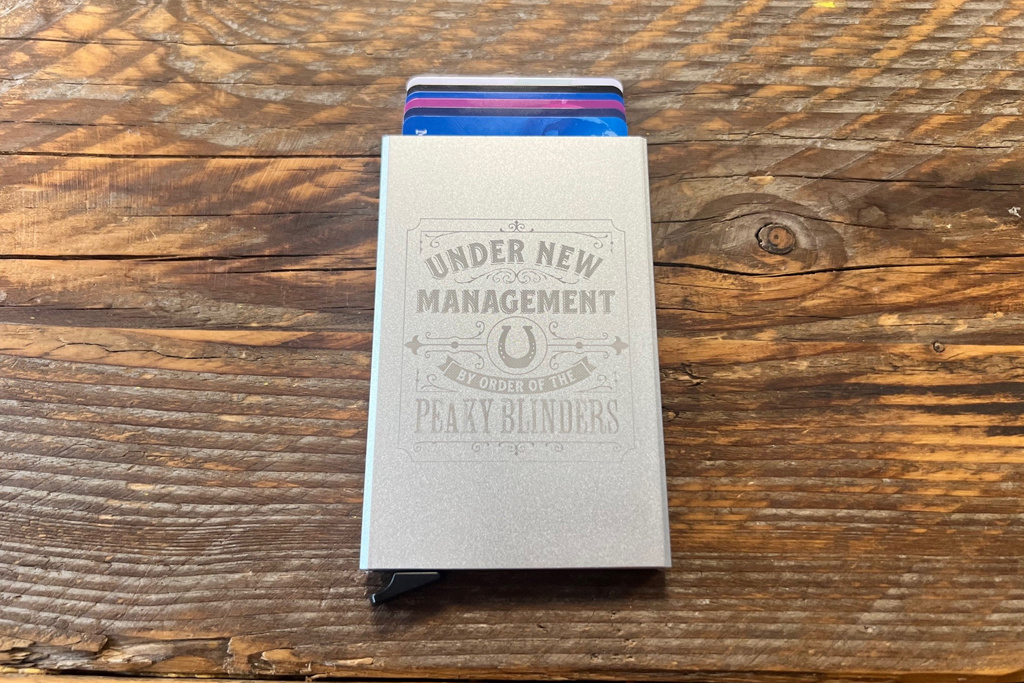 UNDER NEW
MANAGEMENT
BY ORDER OF THE
PEAKY BLINDERS